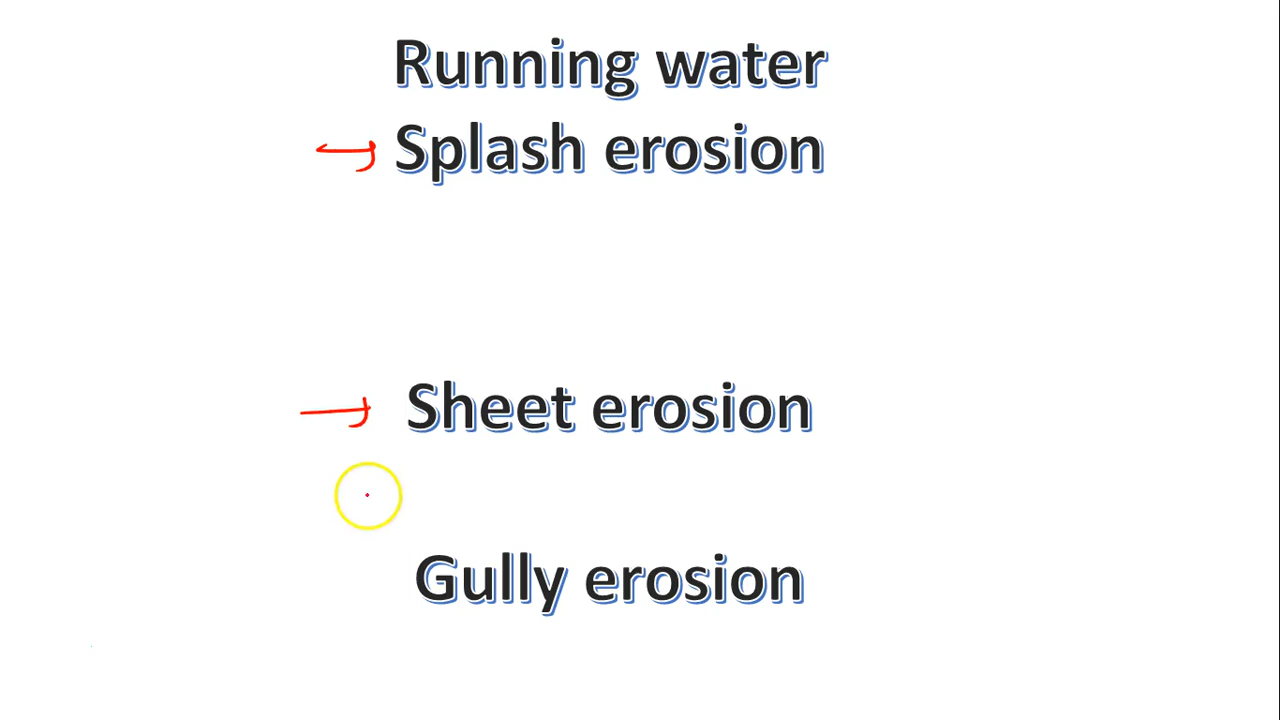 Running water
Splash erosion
Sheet erosion
Gully erosion